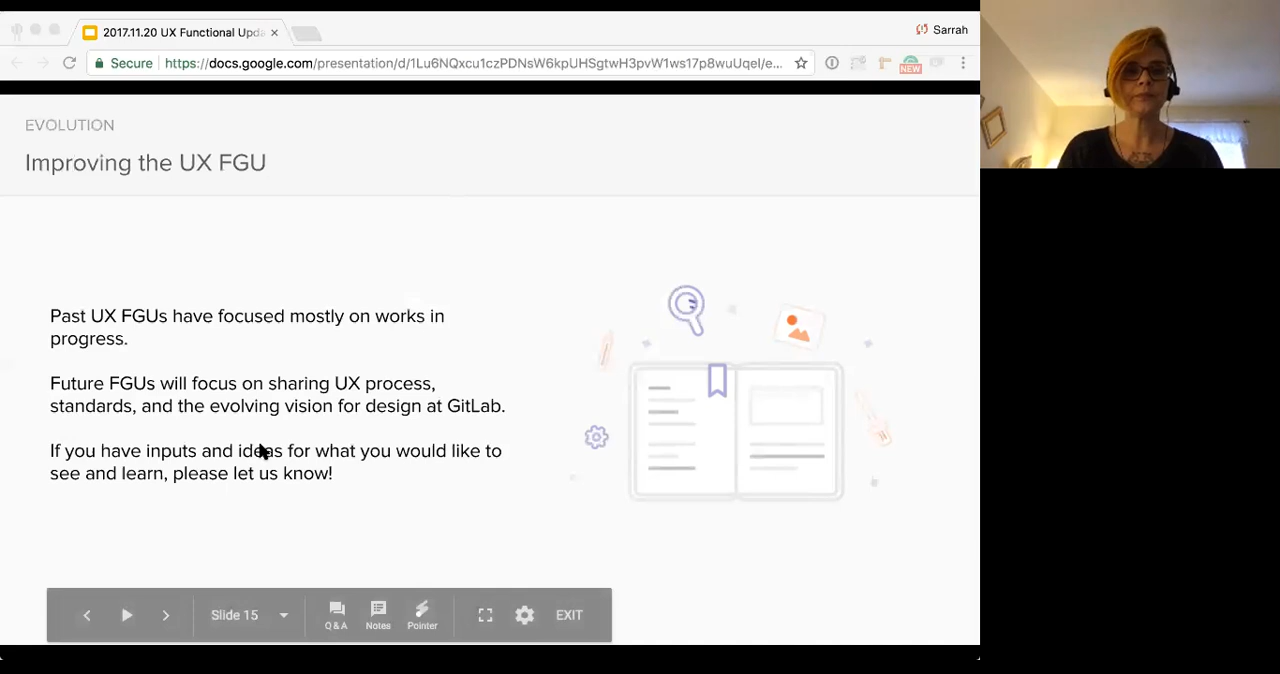 2017.11.20 UX Functional Upda
Sarrah
Secure
https://docs.google.com/presentation/d/1Lu6NQxcu1czPDNsW6kpUHSgtwH3pvW1ws17p8wuUqeI/e...
NEW
EVOLUTION
Improving the UX FGU
Past UX FGUs have focused mostly on works in
progress.
Future FGUs will focus on sharing UX process,
standards, and the evolving vision for design at GitLab.
If you have inputs and ideas for what you would like to
see and learn, please let us know!
Slide 15
Q & A
Notes
Pointer
EXIT